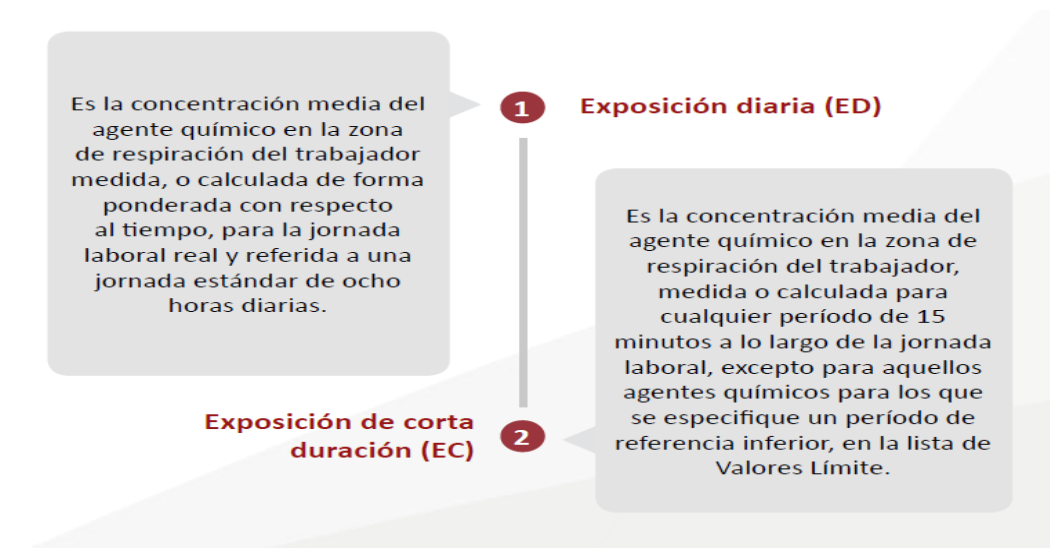 Es la concentración media del
agente químico en la zona
de respiración del trabajador
medida, o calculada de forma
ponderada con respecto
al tiempo, para la jornada
laboral real y referida a una
jornada estándar de ocho
horas diarias.
1
Exposición diaria (ED)
Exposición de corta
duración (EC)
2
Es la concentración media del
agente químico en la zona de
respiración del trabajador,
medida o calculada para
cualquier período de 15
minutos a lo largo de la jornada
laboral, excepto para aquellos
agentes químicos para los que
se especifique un período de
referencia inferior, en la lista de
Valores Límite.